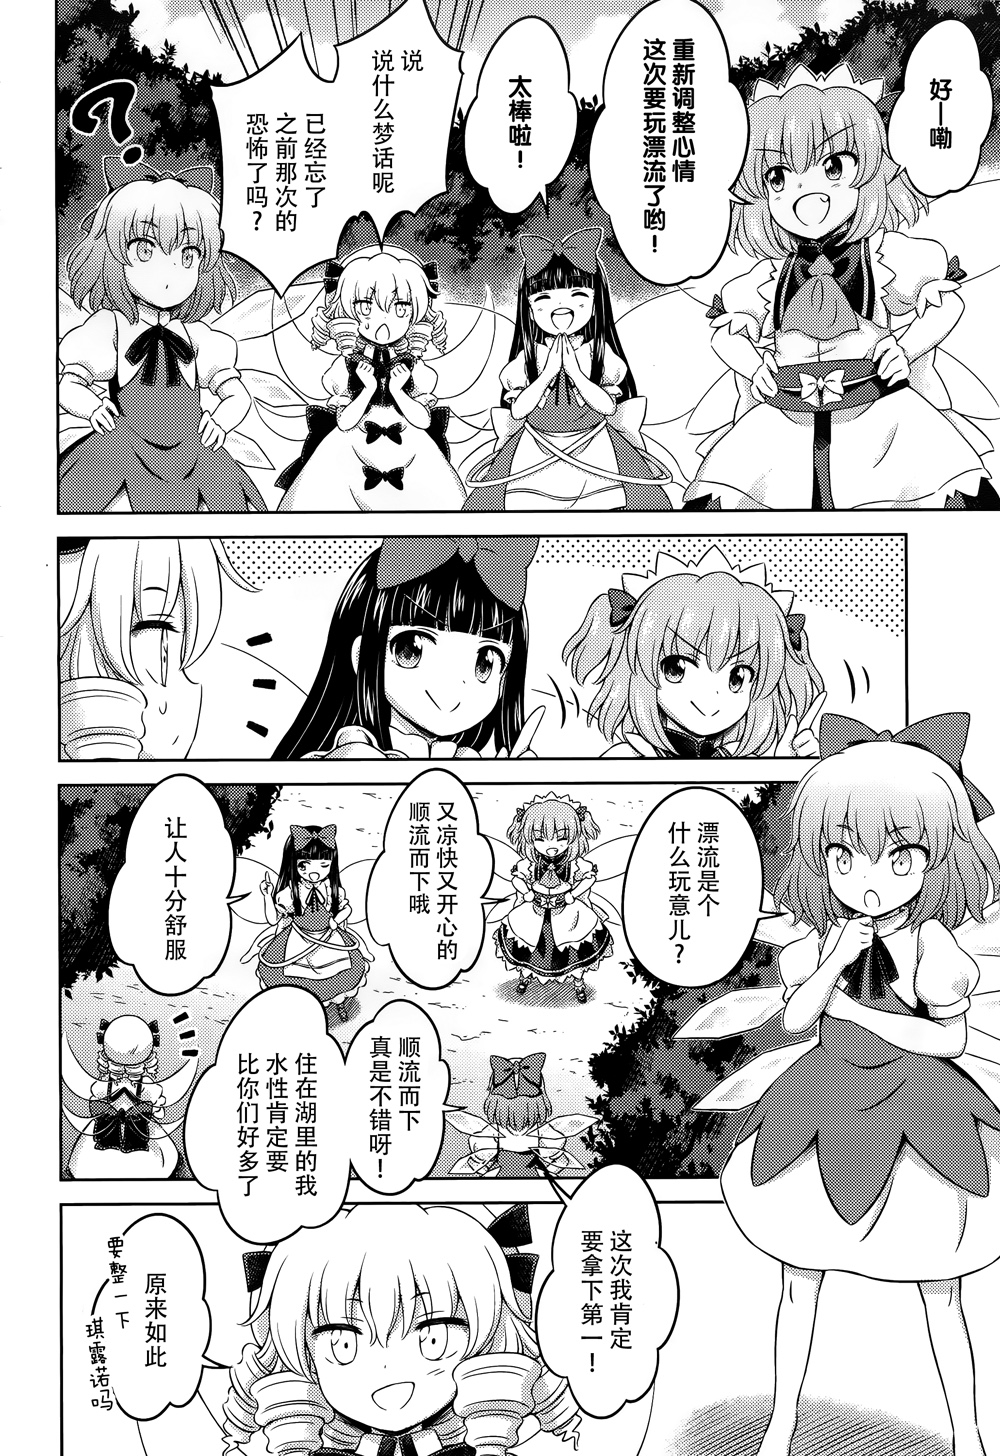 好—嘞
重新调整心情
这次要玩漂流了哟！
太棒啦！
说
说什么梦话呢
已经忘了
之前那次的
恐怖了吗？
?
漂流是个
什么玩意儿？
又凉快又开心的
顺流而下哦
让人十分舒服
顺流而下
真是不错呀！
住在湖里的我
水性肯定要
比你们好多了
这次我肯定
要拿下第一！
原来如此
要整一下
琪露诺吗